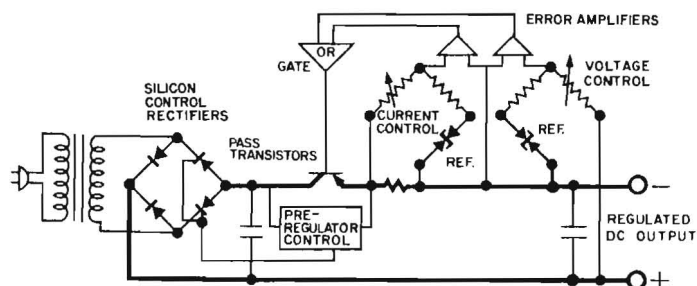 ERROR AMPLIFIERS
OR
GATE
VOLTAGE
CONTROL
SILICON
CONTROL
RECTIFIERS
CURRENT
CONTROL
PASS
TRANSISTORS
REF.
REF.
PRE-
REGULATOR
CONTROL
REGULATED
DC OUTPUT
−
+